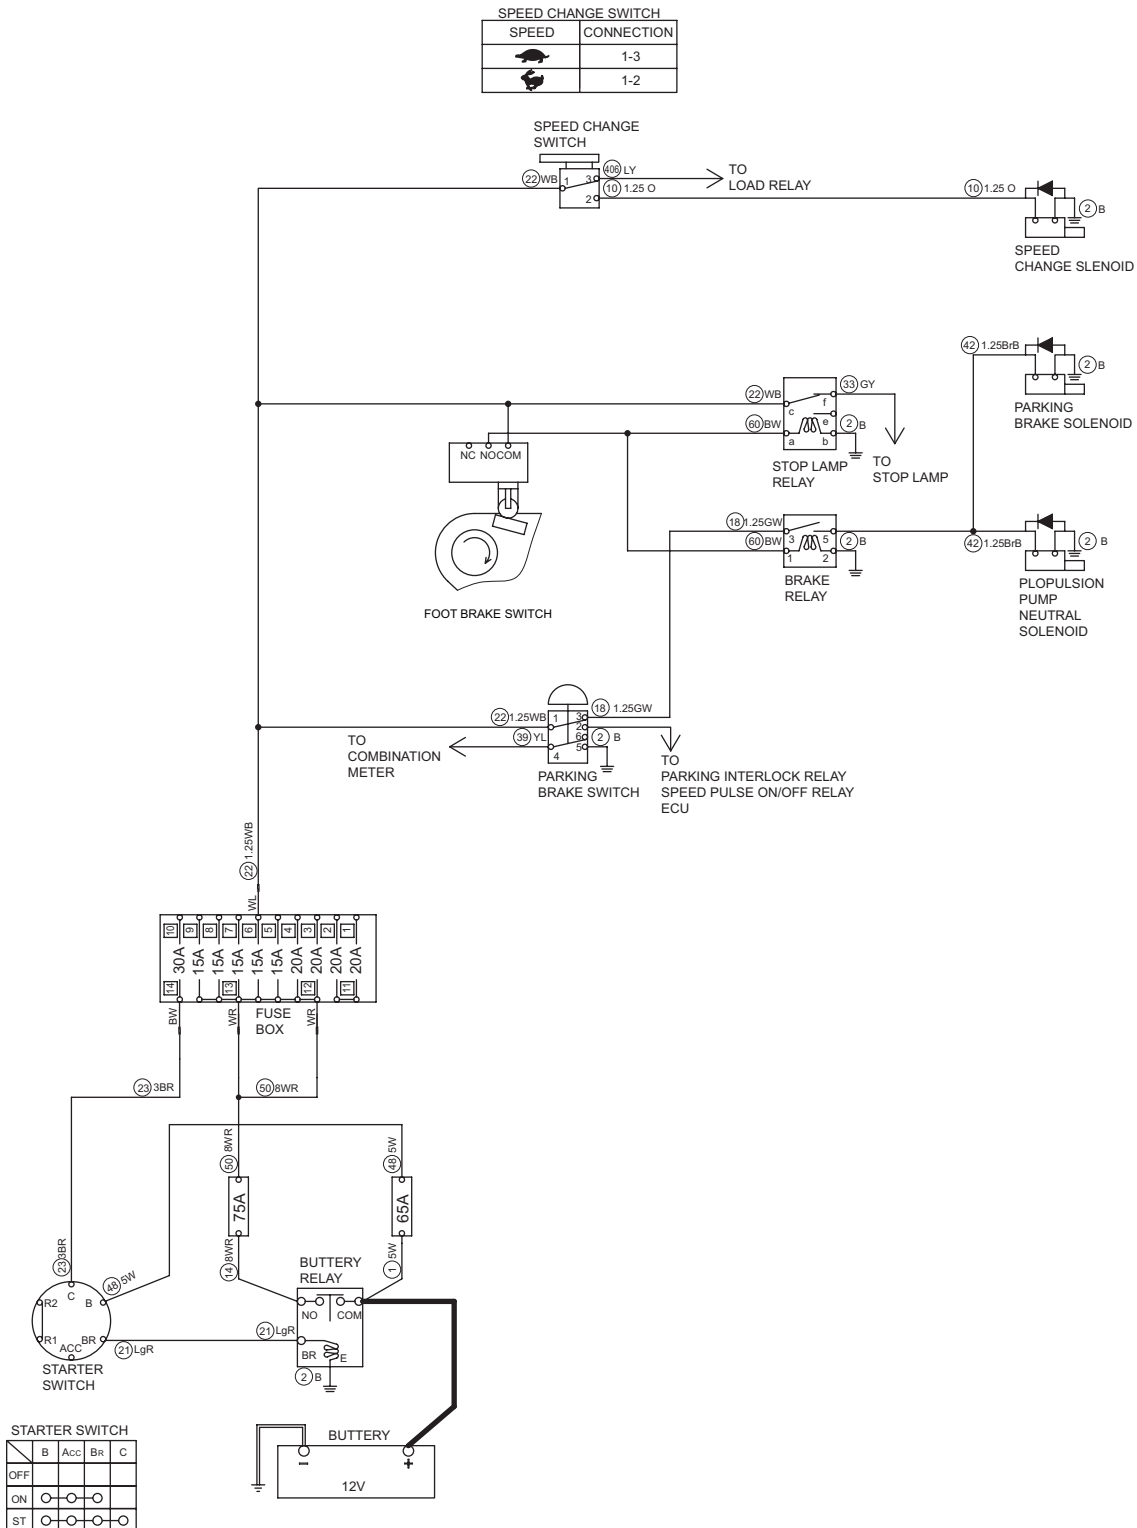 SPEED CHANGE SWITCH
SPEED CONNECTION
1-3
1-2
SPEED CHANGE
SWITCH
22 WB 1 3 406 LY
TO
LOAD RELAY
2 10 1.25 O
10 1.25 O
2 B
SPEED
CHANGE SLENOID
42 1.25BrB
2 B
PARKING
BRAKE SOLENOID
22 WB c f 33 GY
e
60 BW a b 2 B
STOP LAMP
RELAY
TO
STOP LAMP
NC NO COM
FOOT BRAKE SWITCH
18 1.25GW 3 5
60 BW 1 2 2 B
BRAKE
RELAY
42 1.25BrB
2 B
PLOPULSION
PUMP
NEUTRAL
SOLENOID
22 1.25WB 1 3 18 1.25GW
2
39 YL 4 6 2 B
5
TO
COMBINATION
METER
PARKING
BRAKE SWITCH
TO
PARKING INTERLOCK RELAY
SPEED PULSE ON/OFF RELAY
ECU
22 1.25WB
WL
10 9 8 7 6 5 4 3 2 1
30A 15A 15A 15A 15A 15A 20A 20A 20A 20A
14 13 12 11
BW WR WR
FUSE
BOX
23 3BR
50 8WR
50 8WR
48 5W
75A
65A
14 8WR
1 5W
23 3BR
48 5W
BUTTERY
RELAY
NO COM
BR E
21 LgR
21 LgR
2 B
R2 C B
R1 ACC BR
STARTER
SWITCH
BUTTERY
- +
12V
STARTER SWITCH
B ACC BR C
OFF
ON
ST